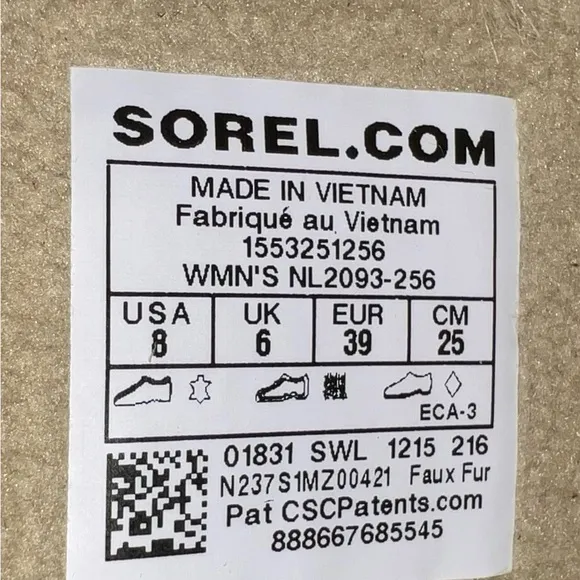 SOREL.COM
MADE IN VIETNAM
Fabriqué au Vietnam
1553251256
WMN'S NL2093-256
USA UK EUR CM
8 6 39 25
ECA-3
01831 SWL 1215 216
N237S1MZ00421 Faux Fur
Pat CSCPatents.com
888667685545